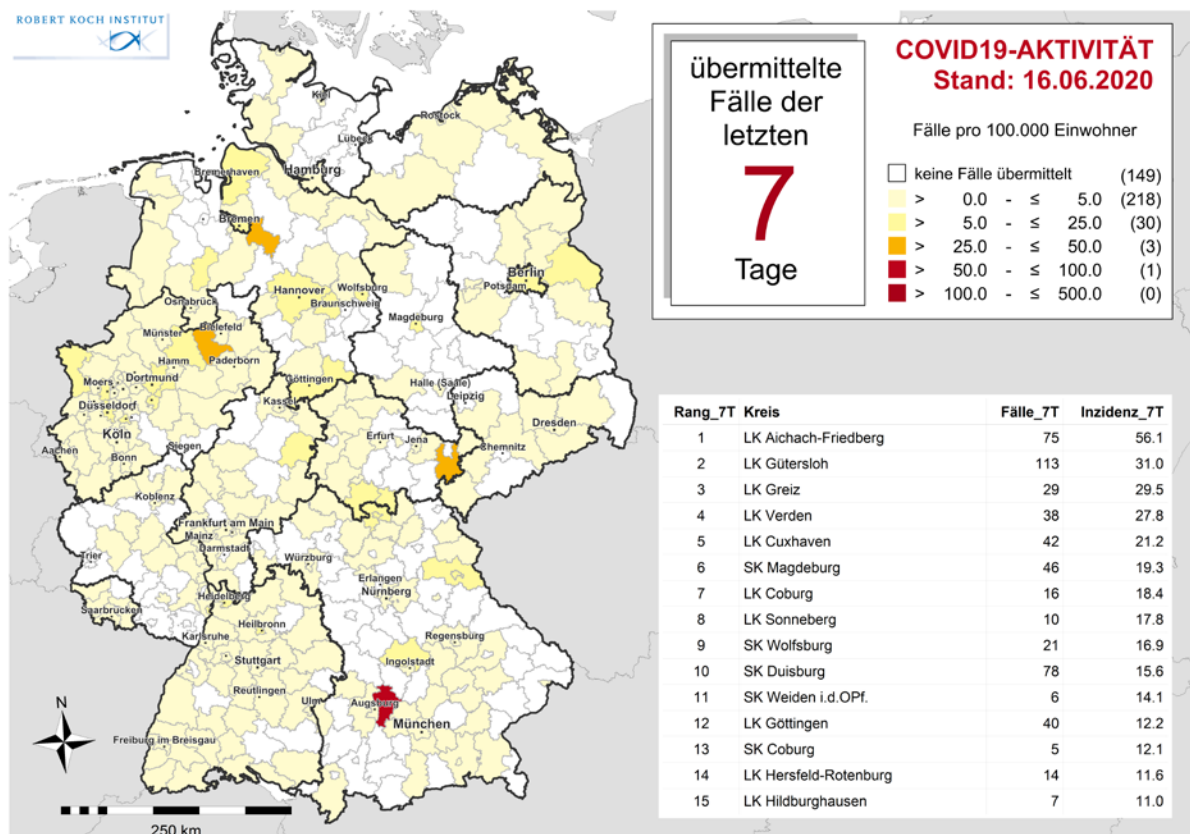 ROBERT KOCH INSTITUT
übermittelte
Fälle der
letzten
7
Tage
COVID19-AKTIVITÄT
Stand: 16.06.2020
Fälle pro 100.000 Einwohner
keine Fälle übermittelt (149)
> 0.0 - ≤ 5.0 (218)
> 5.0 - ≤ 25.0 (30)
> 25.0 - ≤ 50.0 (3)
> 50.0 - ≤ 100.0 (1)
> 100.0 - ≤ 500.0 (0)
Kiel
Rostock
Lübeck
Bremerhaven
Hamburg
Bremen
Berlin
Potsdam
Hannover
Wolfsburg
Braunschweig
Osnabrück
Magdeburg
Münster
Bielefeld
Hamm
Paderborn
Moers
Dortmund
Göttingen
Halle (Saale)
Leipzig
Düsseldorf
Kassel
Dresden
Köln
Erfurt
Jena
Chemnitz
Siegen
Aachen
Bonn
Koblenz
Frankfurt am Main
Mainz
Darmstadt
Trier
Würzburg
Erlangen
Nürnberg
Saarbrücken
Heidelberg
Heilbronn
Karlsruhe
Regensburg
Stuttgart
Ingolstadt
Reutlingen
Ulm
Augsburg
München
Freiburg im Breisgau
N
250 km
Rang_7T Kreis Fälle_7T Inzidenz_7T
1 LK Aichach-Friedberg 75 56.1
2 LK Gütersloh 113 31.0
3 LK Greiz 29 29.5
4 LK Verden 38 27.8
5 LK Cuxhaven 42 21.2
6 SK Magdeburg 46 19.3
7 LK Coburg 16 18.4
8 LK Sonneberg 10 17.8
9 SK Wolfsburg 21 16.9
10 SK Duisburg 78 15.6
11 SK Weiden i.d.OPf. 6 14.1
12 LK Göttingen 40 12.2
13 SK Coburg 5 12.1
14 LK Hersfeld-Rotenburg 14 11.6
15 LK Hildburghausen 7 11.0